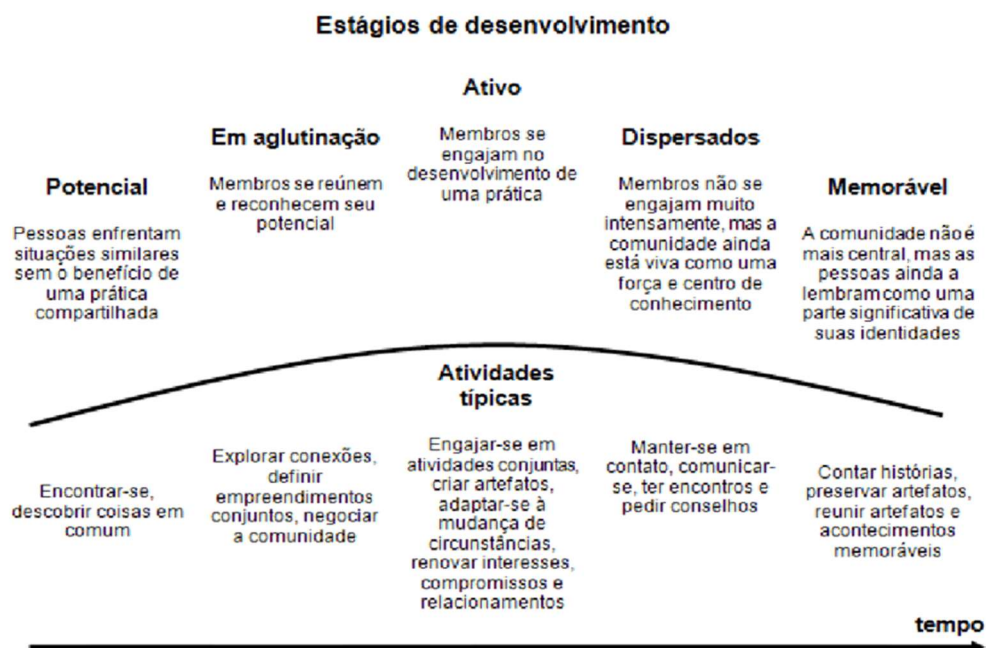 Estágios de desenvolvimento
Potencial
Pessoas enfrentam
situações similares
sem o benefício de
uma prática
compartilhada
Em aglutinação
Membros se reúnem
e reconhecem seu
potencial
Ativo
Membros se
engajam no
desenvolvimento de
uma prática
Dispersados
Membros não se
engajam muito
intensamente, mas a
comunidade ainda
está viva como uma
força e centro de
conhecimento
Memorável
A comunidade não é
mais central, mas as
pessoas ainda a
lembram como uma
parte significativa de
suas identidades
Atividades
típicas
Encontrar-se,
descobrir coisas em
comum
Explorar conexões,
definir
empreendimentos
conjuntos, negociar
a comunidade
Engajar-se em
atividades conjuntas,
criar artefatos,
adaptar-se à
mudança de
circunstâncias,
renovar interesses,
compromissos e
relacionamentos
Manter-se em
contato, comunicar-
se, ter encontros e
pedir conselhos
Contar histórias,
preservar artefatos,
reunir artefatos e
acontecimentos
memoráveis
tempo